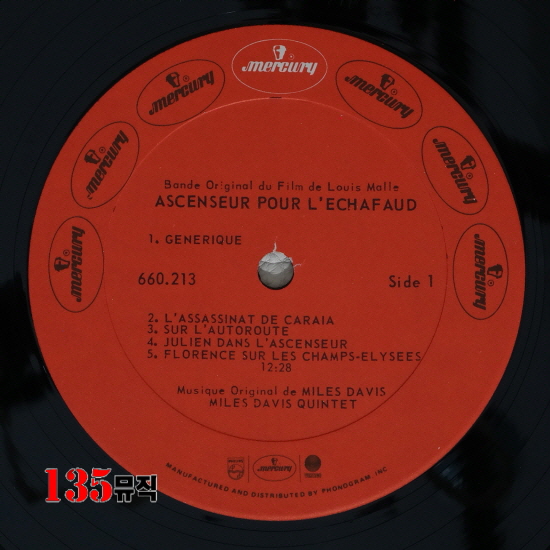 mercury
mercury
mercury
mercury
mercury
mercury
mercury
Bande Original du Film de Louis Malle
ASCENSEUR POUR L'ECHAFAUD
1. GENERIQUE
660.213
Side 1
2. L'ASSASSINAT DE CARAIA
3. SUR L'AUTOROUTE
4. JULIEN DANS L'ASCENSEUR
5. FLORENCE SUR LES CHAMPS-ELYSEES
12:28
Musique Original de MILES DAVIS
MILES DAVIS QUINTET
PHILIPS
mercury
MANUFACTURED AND DISTRIBUTED BY PHONOGRAM, INC
135뮤직